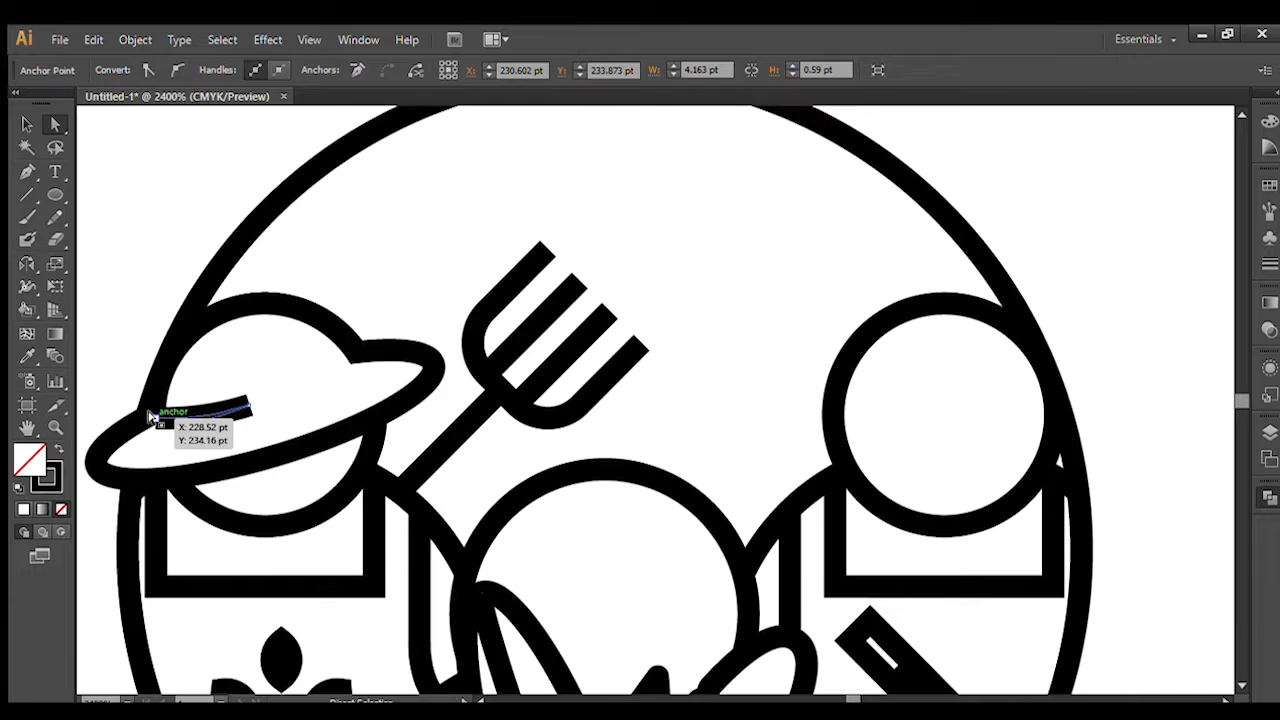 Ai File Edit Object Type Select Effect View Window Help Br Essentials
Anchor Point Convert: Handles: Anchors: X: 230.602 pt Y: 233.873 pt W: 4.163 pt H: 0.59 pt
Untitled-1* @ 2400% (CMYK/Preview)
anchor
X: 228.52 pt
Y: 234.16 pt
Direct Selection